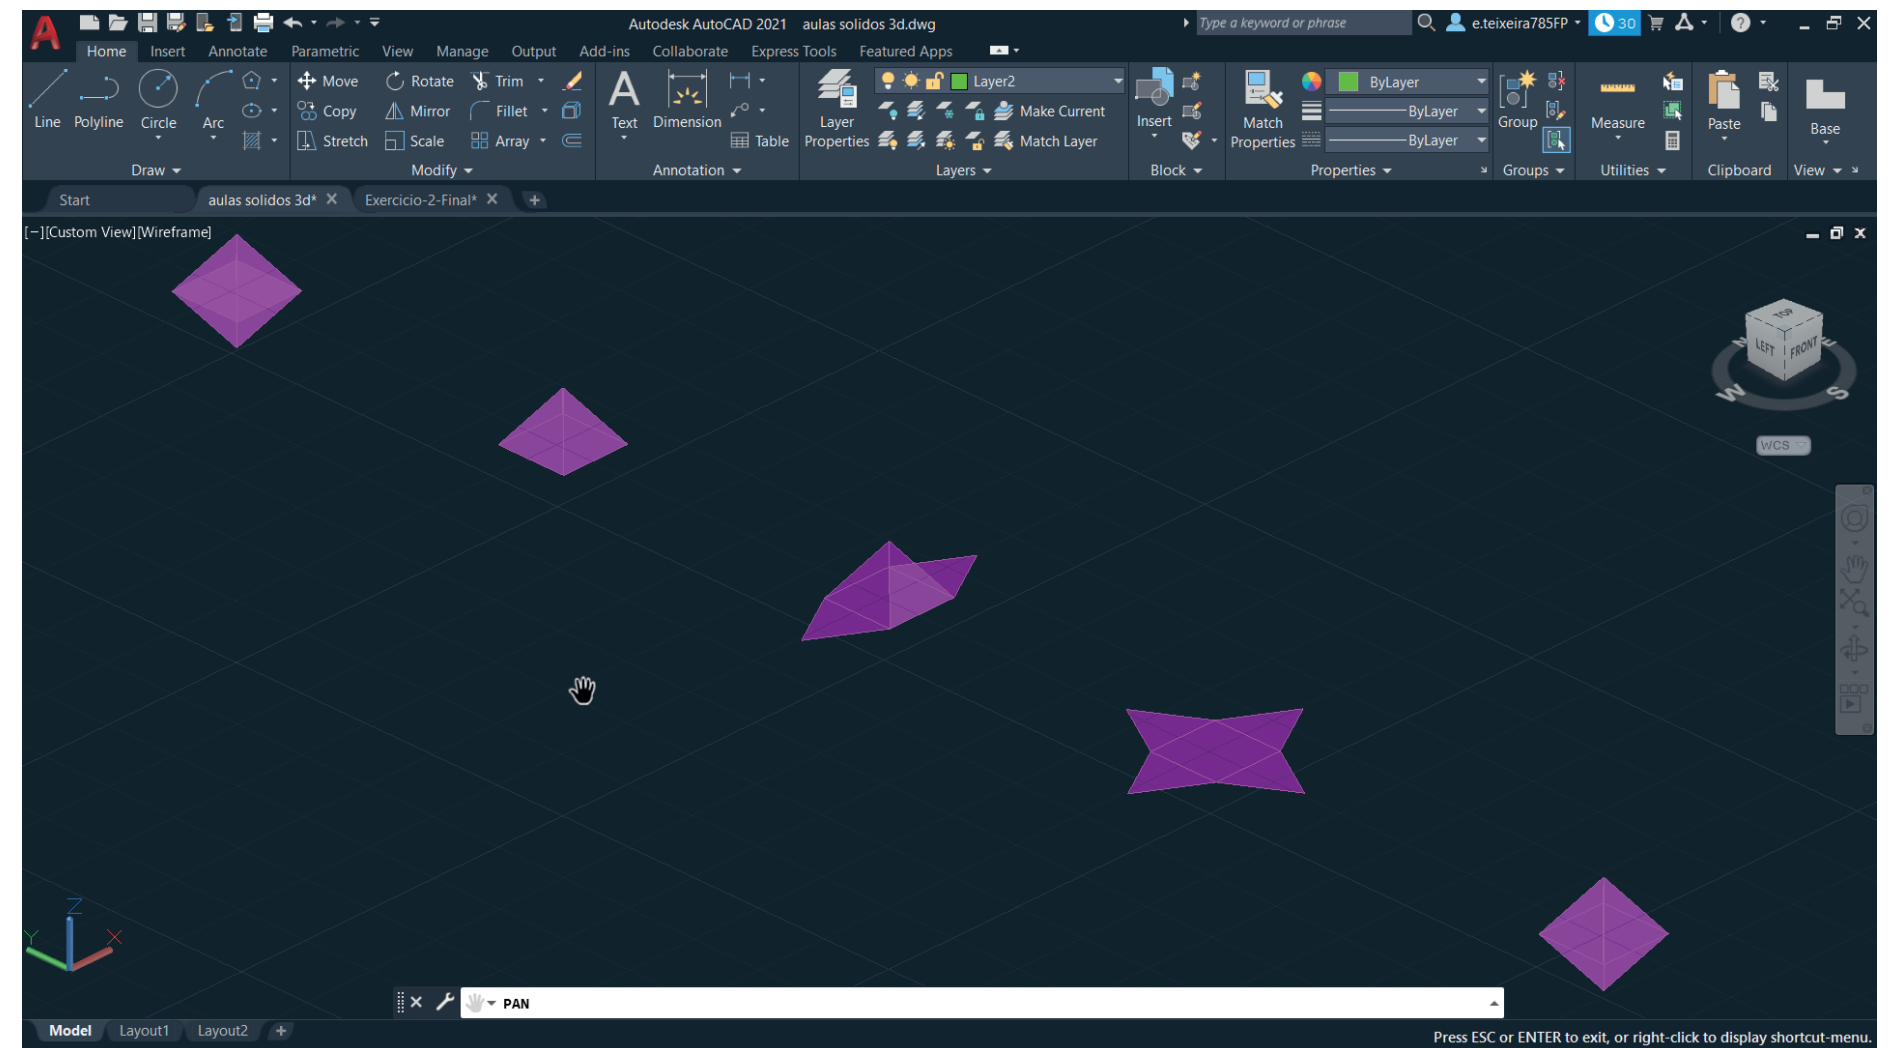 Autodesk AutoCAD 2021 aulas solidos 3d.dwg
Type a keyword or phrase
e.teixeira785FP
30
Home Insert Annotate Parametric View Manage Output Add-ins Collaborate Express Tools Featured Apps
Move Rotate Trim Layer2 ByLayer
Copy Mirror Fillet Make Current ByLayer
Line Polyline Circle Arc Text Dimension Layer Properties Insert Match Properties Group Measure Paste Base
Stretch Scale Array Table Match Layer ByLayer
Draw Modify Annotation Layers Block Properties Groups Utilities Clipboard View
Start aulas solidos 3d* Exercicio-2-Final*
[−][Custom View][Wireframe]
TOP
LEFT FRONT
N E
W S
WCS
Z
Y X
PAN
Model Layout1 Layout2
Press ESC or ENTER to exit, or right-click to display shortcut-menu.